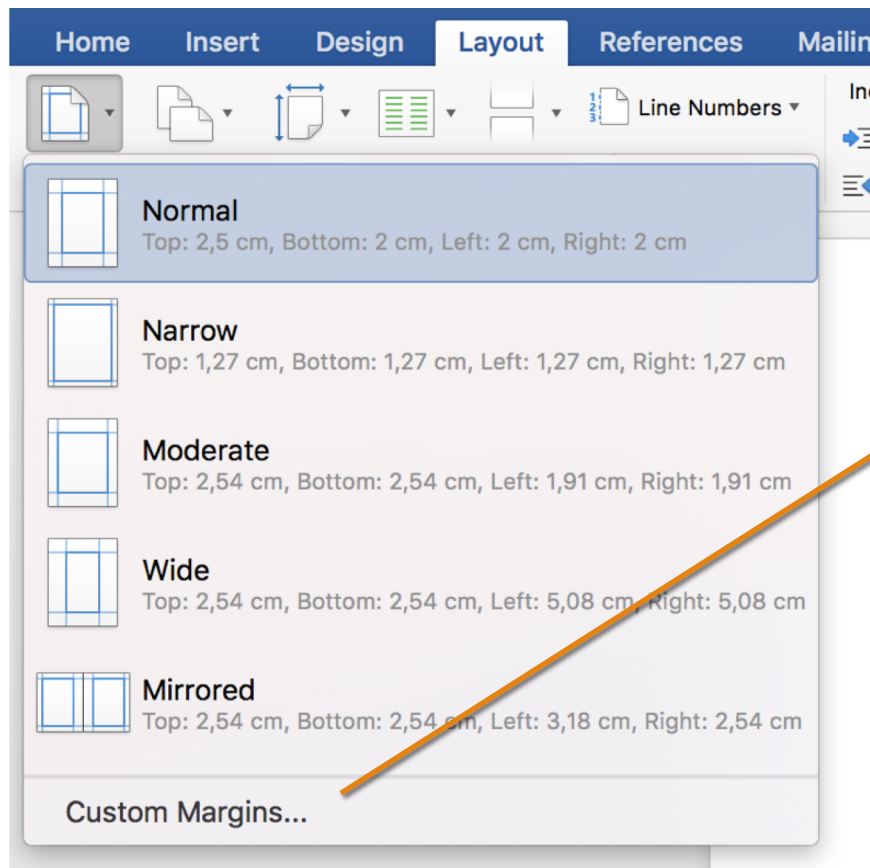 Home Insert Design Layout References Mailin
Line Numbers
1
2
3
Normal
Top: 2,5 cm, Bottom: 2 cm, Left: 2 cm, Right: 2 cm
Narrow
Top: 1,27 cm, Bottom: 1,27 cm, Left: 1,27 cm, Right: 1,27 cm
Moderate
Top: 2,54 cm, Bottom: 2,54 cm, Left: 1,91 cm, Right: 1,91 cm
Wide
Top: 2,54 cm, Bottom: 2,54 cm, Left: 5,08 cm, Right: 5,08 cm
Mirrored
Top: 2,54 cm, Bottom: 2,54 cm, Left: 3,18 cm, Right: 2,54 cm
Custom Margins...